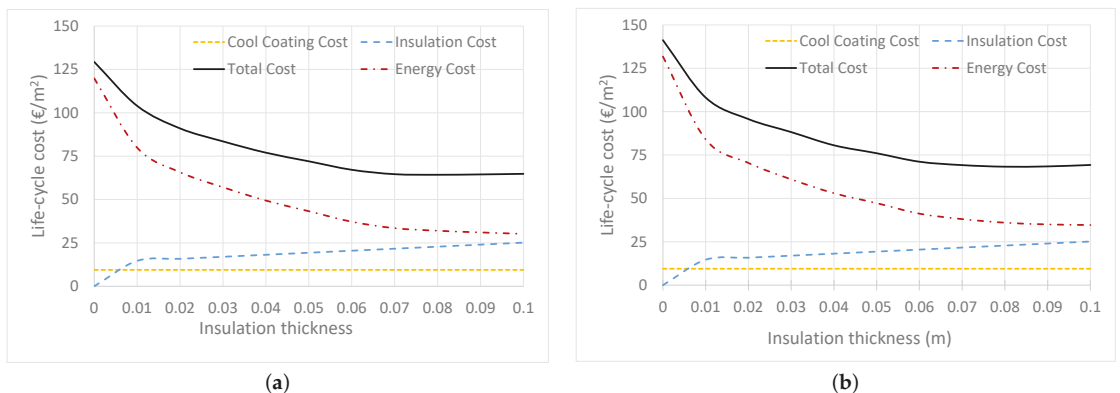 150
125
100
75
50
25
0
Life-cycle cost (€/m²)
Cool Coating Cost
Insulation Cost
Total Cost
Energy Cost
0 0.01 0.02 0.03 0.04 0.05 0.06 0.07 0.08 0.09 0.1
Insulation thickness
(a)
150
125
100
75
50
25
0
Life-cycle cost (€/m²)
Cool Coating Cost
Insulation Cost
Total Cost
Energy Cost
0 0.01 0.02 0.03 0.04 0.05 0.06 0.07 0.08 0.09 0.1
Insulation thickness (m)
(b)